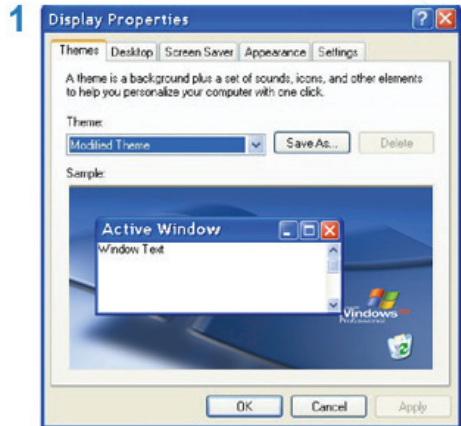 1
Display Properties
Themes Desktop Screen Saver Appearance Settings
A theme is a background plus a set of sounds, icons, and other elements
to help you personalize your computer with one click.
Theme:
Modified Theme Save As... Delete
Sample:
Active Window
Window Text
Windows
Professional
OK Cancel Apply